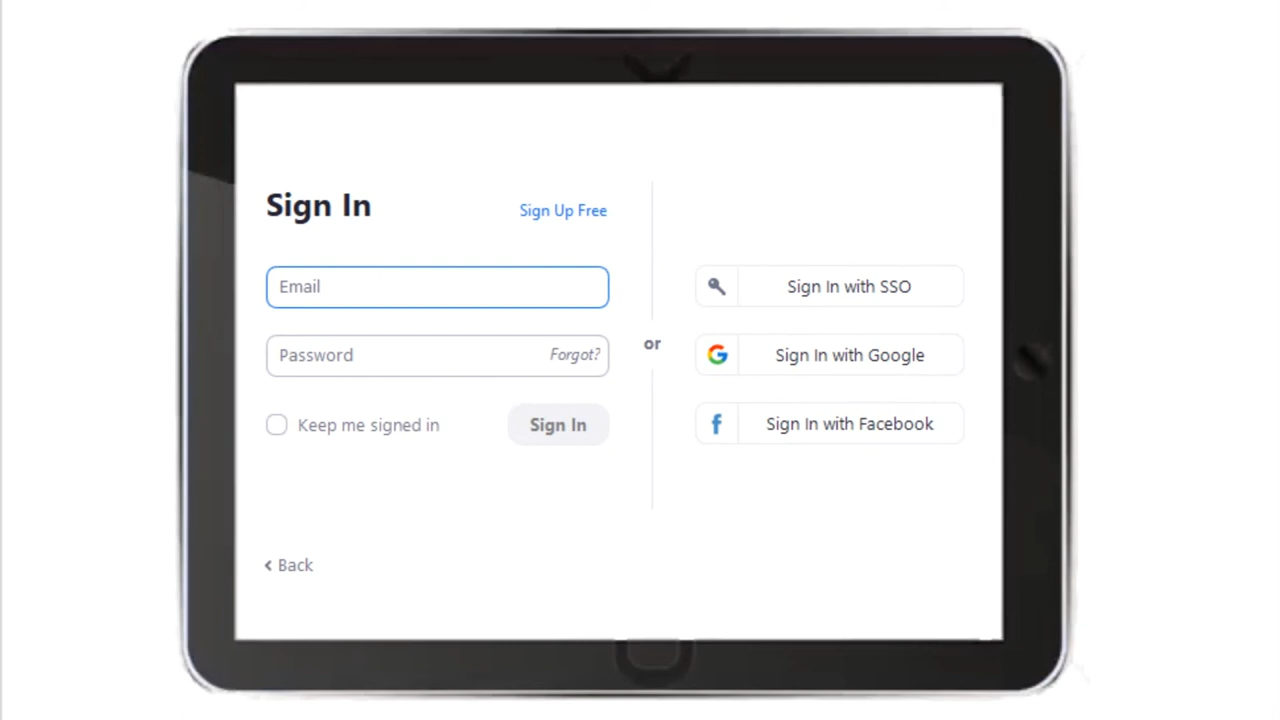 Sign In
Sign Up Free
Email
Password
Forgot?
Keep me signed in
Sign In
or
Sign In with SSO
Sign In with Google
Sign In with Facebook
Back